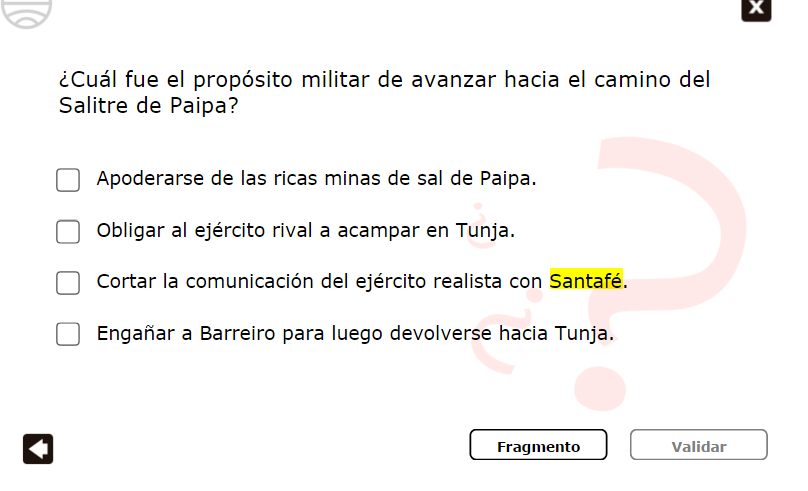 X
¿Cuál fue el propósito militar de avanzar hacia el camino del
Salitre de Paipa?
Apoderarse de las ricas minas de sal de Paipa.
Obligar al ejército rival a acampar en Tunja.
Cortar la comunicación del ejército realista con Santafé.
Engañar a Barreiro para luego devolverse hacia Tunja.
Fragmento
Validar